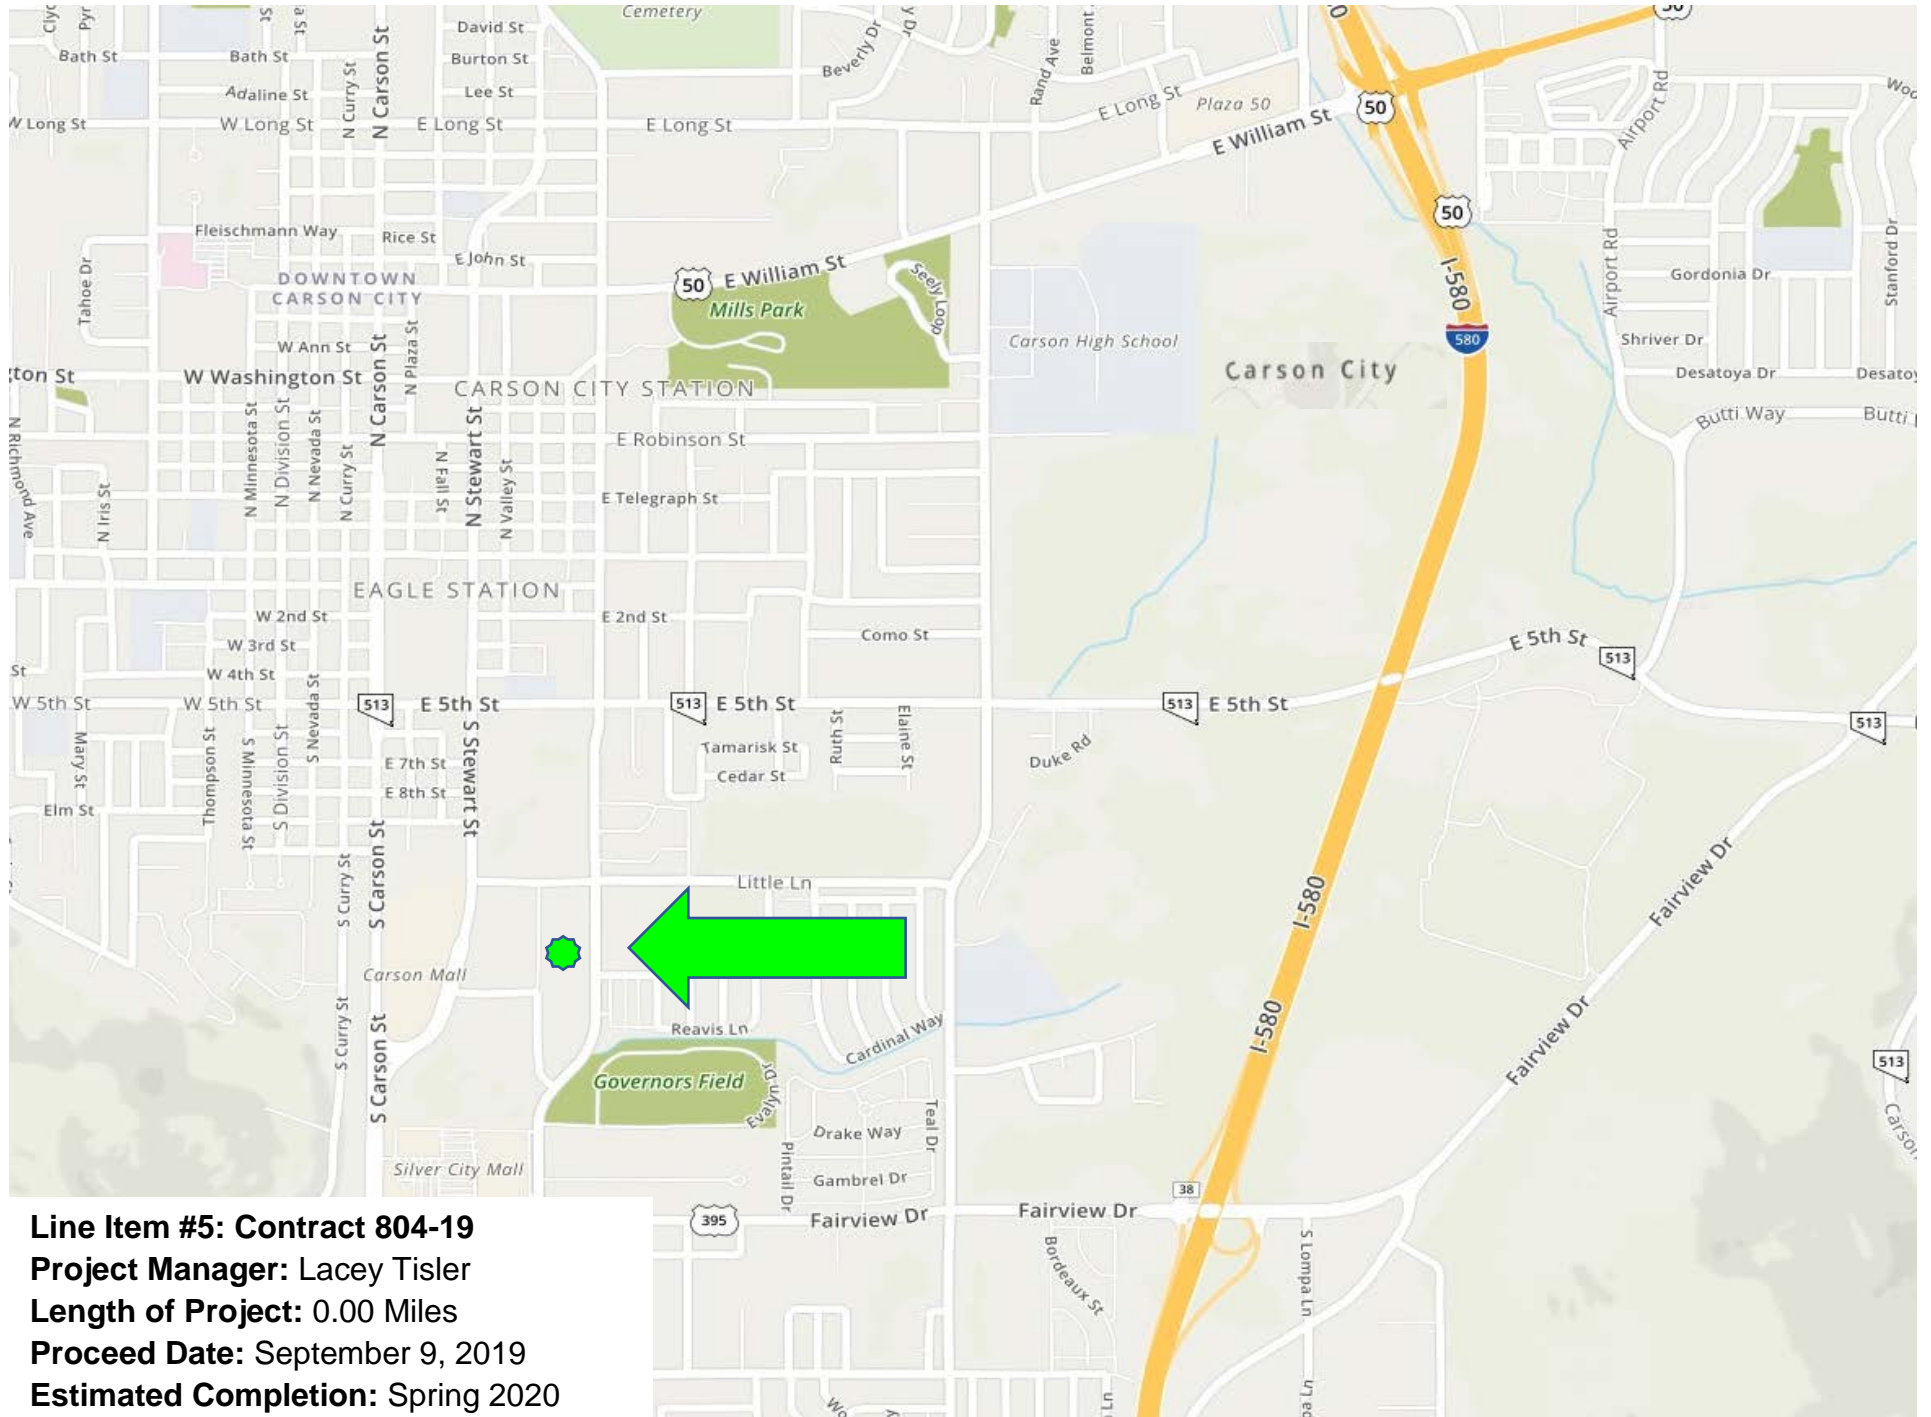 Cemetery
David St
Bath St
Bath St
Burton St
Beverly Dr
Rand Ave
Belmont
Airport Rd
Adaline St
N Curry St
N Carson St
Lee St
E Long St
Plaza 50
50
W Long St
W Long St
E Long St
E Long St
E William St
50
Fleischmann Way
Rice St
E John St
DOWNTOWN
CARSON CITY
Tahoe Dr
50
E William St
Seely Loop
Mills Park
I-580
580
Airport Rd
Gordonia Dr
Stanford Dr
W Ann St
N Carson St
N Plaza St
Carson High School
Carson City
Shriver Dr
Desatoya Dr
ton St
W Washington St
CARSON CITY STATION
Butti Way
Butti
N Richmond Ave
N Iris St
N Minnesota St
N Division St
N Nevada St
N Curry St
N Fall St
N Stewart St
N Valley St
E Robinson St
E Telegraph St
EAGLE STATION
W 2nd St
E 2nd St
W 3rd St
Como St
E 5th St
513
St
W 4th St
W 5th St
W 5th St
513
E 5th St
513
E 5th St
513
E 5th St
513
S Nevada St
Mary St
Thompson St
S Minnesota St
S Division St
E 7th St
E 8th St
S Stewart St
Tamarisk St
Cedar St
Ruth St
Elaine St
Duke Rd
Elm St
S Curry St
S Carson St
Little Ln
I-580
Fairview Dr
Carson Mall
S Curry St
S Carson St
Reavis Ln
Cardinal Way
I-580
Fairview Dr
513
Governors Field
Evalyn Dr
Drake Way
Teal Dr
Carson
Silver City Mall
Pintail Dr
Gambrel Dr
38
395
Fairview Dr
Fairview Dr
Bordeaux St
S Lompa Ln
Line Item #5: Contract 804-19
Project Manager: Lacey Tisler
Length of Project: 0.00 Miles
Proceed Date: September 9, 2019
Estimated Completion: Spring 2020